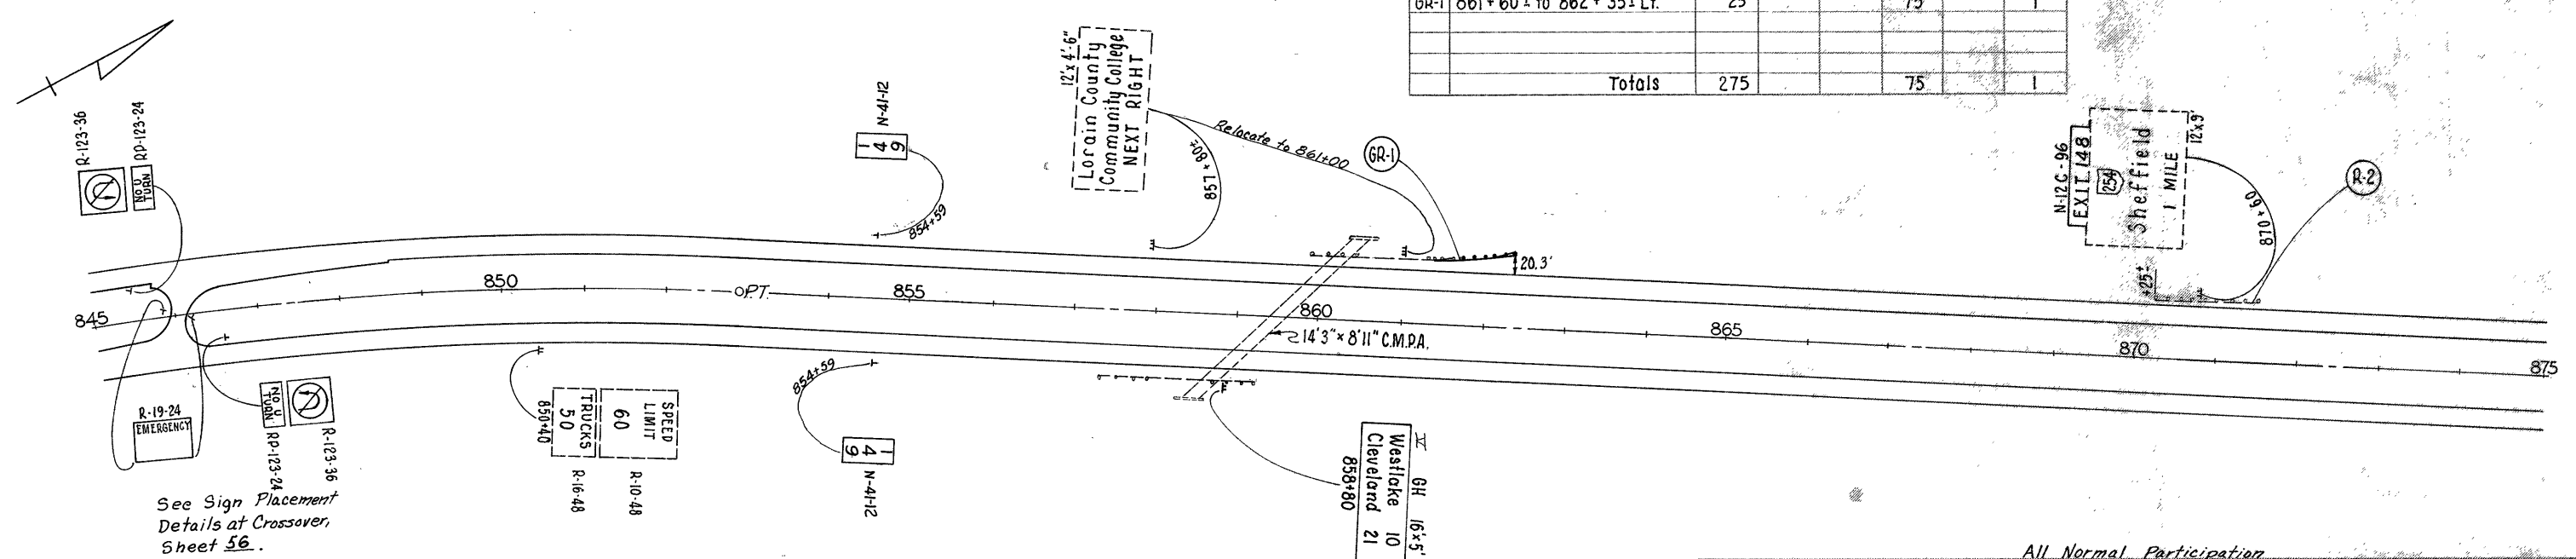 GR-1 861+60± to 862+35± Lt. 25 75 1
Totals 275 75 1
R-123-36
RP-123-24
NO U
TURN
N-41-12
1
4
9
854+59
12'x4'-6"
Lorain County
Community College
NEXT RIGHT
857+80±
Relocate to 861+00
GR-1
20.3'
N-12C-96
EXIT 148
254
Sheffield
1 MILE
12'x9'
870+60
R-2
+25±
845
850
O.P.T.
855
860
865
870
875
14'3" x 8'11" C.M.P.A.
R-19-24
EMERGENCY
NO U
TURN
RP-123-24
R-123-36
See Sign Placement
Details at Crossover,
Sheet 56.
SPEED
LIMIT
60
TRUCKS
50
850+40
R-16-48
R-10-48
854+59
1
4
9
N-41-12
GH 16'x5'
Westlake 10
Cleveland 21
858+80
All Normal Participation